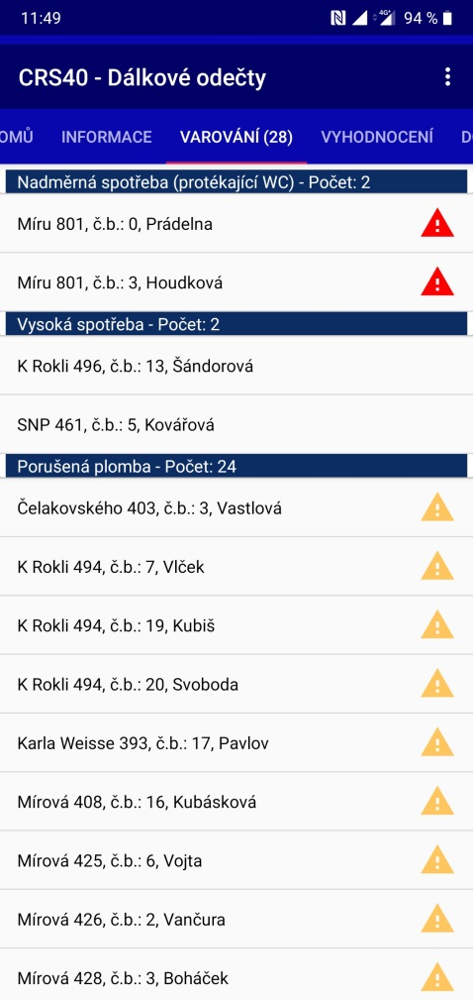 11:49
4G+ 94 %
CRS40 - Dálkové odečty
OMŮ INFORMACE VAROVÁNÍ (28) VYHODNOCENÍ D
Nadměrná spotřeba (protékající WC) - Počet: 2
Míru 801, č.b.: 0, Prádelna
Míru 801, č.b.: 3, Houdková
Vysoká spotřeba - Počet: 2
K Rokli 496, č.b.: 13, Šándorová
SNP 461, č.b.: 5, Kovářová
Porušená plomba - Počet: 24
Čelakovského 403, č.b.: 3, Vastlová
K Rokli 494, č.b.: 7, Vlček
K Rokli 494, č.b.: 19, Kubiš
K Rokli 494, č.b.: 20, Svoboda
Karla Weisse 393, č.b.: 17, Pavlov
Mírová 408, č.b.: 16, Kubásková
Mírová 425, č.b.: 6, Vojta
Mírová 426, č.b.: 2, Vančura
Mírová 428, č.b.: 3, Boháček